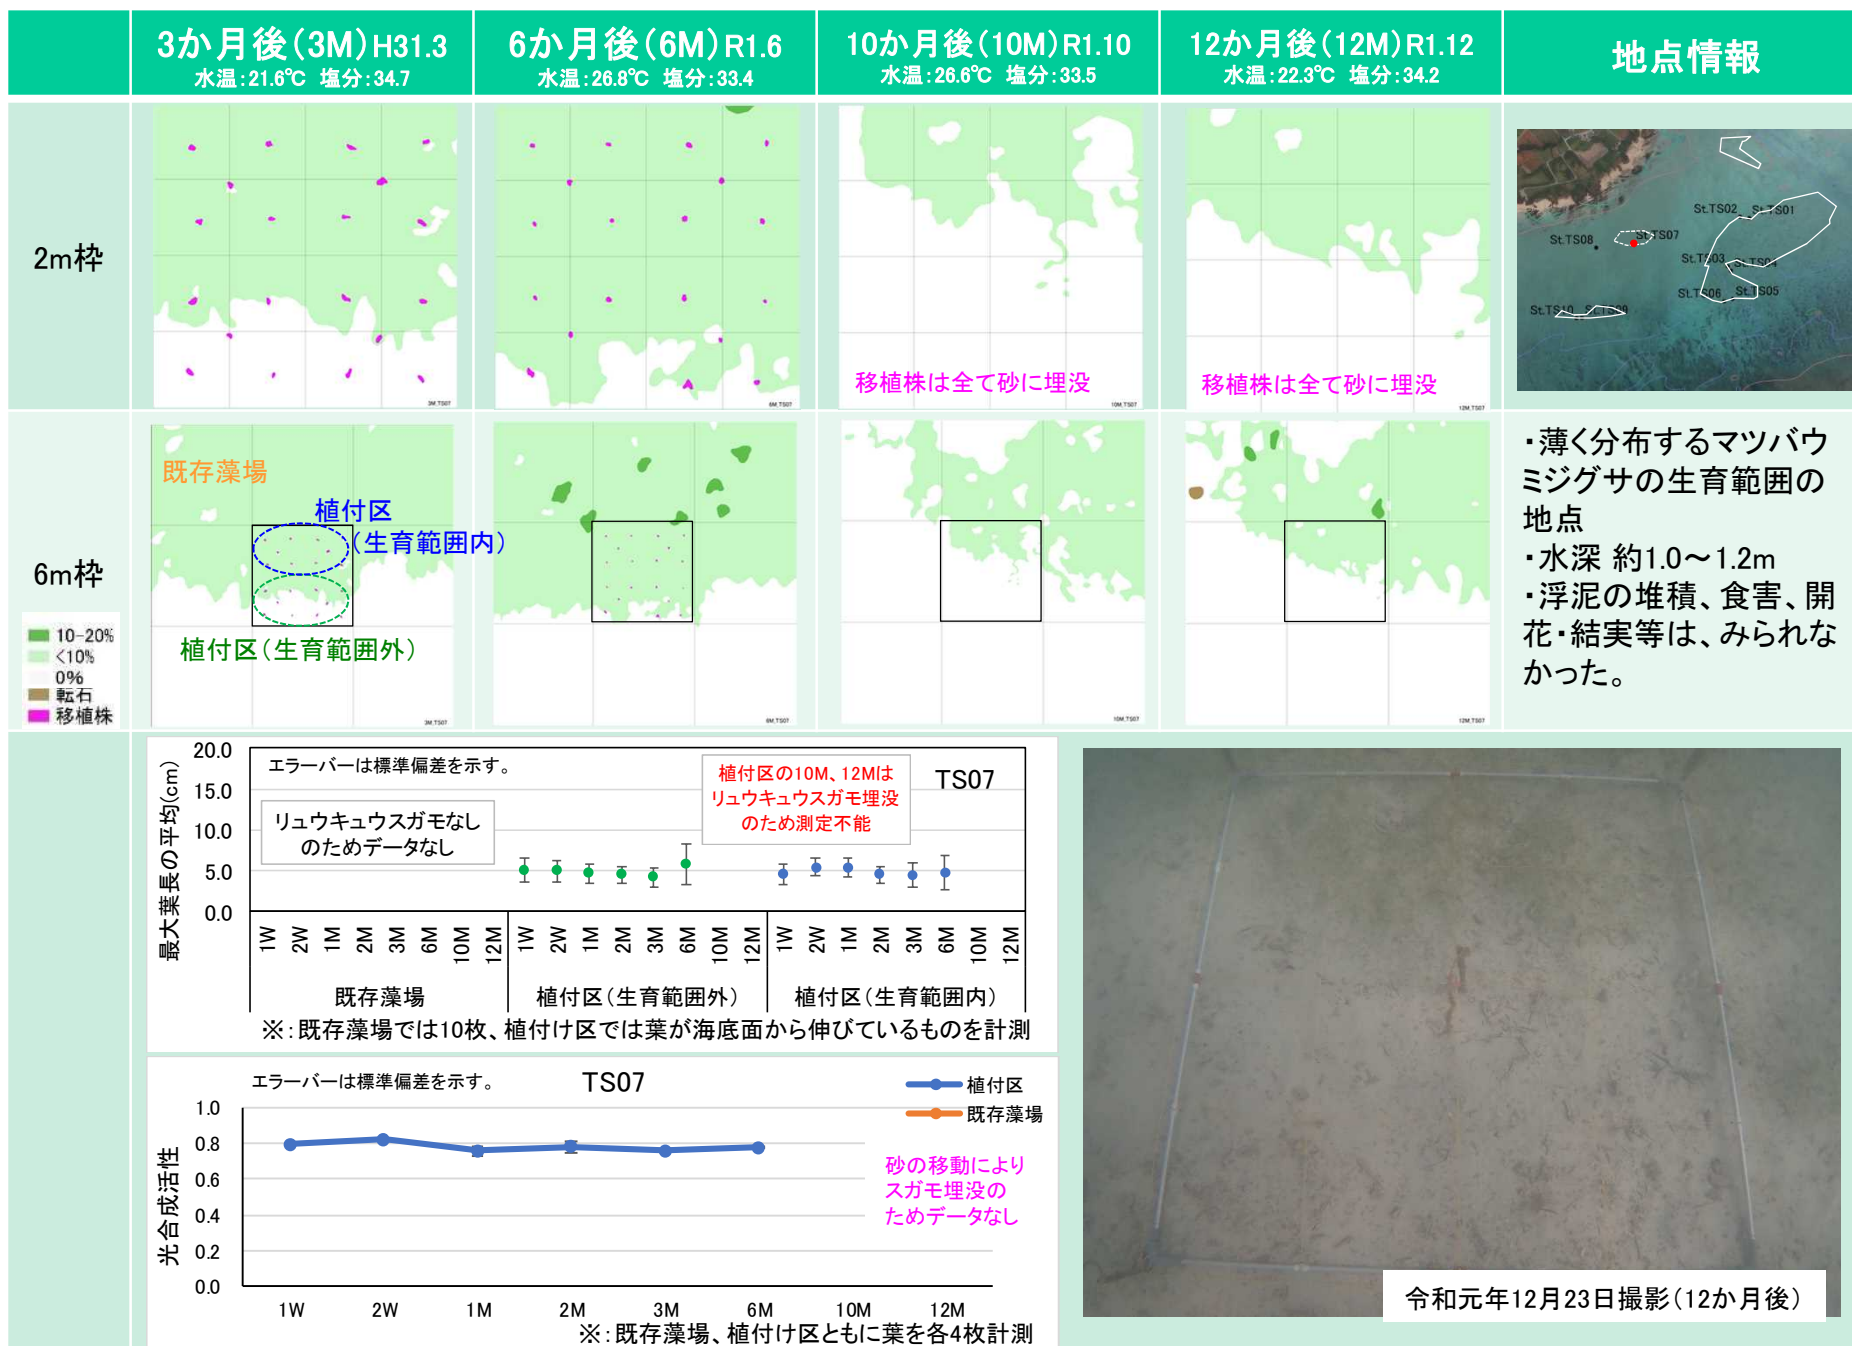 3か月後(3M)H31.3
水温:21.6℃ 塩分:34.7
6か月後(6M)R1.6
水温:26.8℃ 塩分:33.4
10か月後(10M)R1.10
水温:26.6℃ 塩分:33.5
12か月後(12M)R1.12
水温:22.3℃ 塩分:34.2
地点情報
2m枠
3M_TS07
6M_TS07
移植株は全て砂に埋没
10M_TS07
移植株は全て砂に埋没
12M_TS07
St.TS02
St.TS01
St.TS08
St.TS07
St.TS03
St.TS04
St.TS06
St.TS05
St.TS10
St.TS09
6m枠
10-20%
<10%
0%
転石
移植株
既存藻場
植付区
(生育範囲内)
植付区(生育範囲外)
3M_TS07
6M_TS07
10M_TS07
12M_TS07
・薄く分布するマツバウ
ミジグサの生育範囲の
地点
・水深 約1.0~1.2m
・浮泥の堆積、食害、開
花・結実等は、みられな
かった。
最大葉長の平均(cm)
20.0
15.0
10.0
5.0
0.0
エラーバーは標準偏差を示す。
リュウキュウスガモなし
のためデータなし
植付区の10M、12Mは
リュウキュウスガモ埋没
のため測定不能
TS07
1W 2W 1M 2M 3M 6M 10M 12M
1W 2W 1M 2M 3M 6M 10M 12M
1W 2W 1M 2M 3M 6M 10M 12M
既存藻場
植付区(生育範囲外)
植付区(生育範囲内)
※:既存藻場では10枚、植付け区では葉が海底面から伸びているものを計測
エラーバーは標準偏差を示す。
TS07
植付区
既存藻場
光合成活性
1.0
0.8
0.6
0.4
0.2
0.0
砂の移動により
スガモ埋没の
ためデータなし
1W 2W 1M 2M 3M 6M 10M 12M
※:既存藻場、植付け区ともに葉を各4枚計測
令和元年12月23日撮影(12か月後)